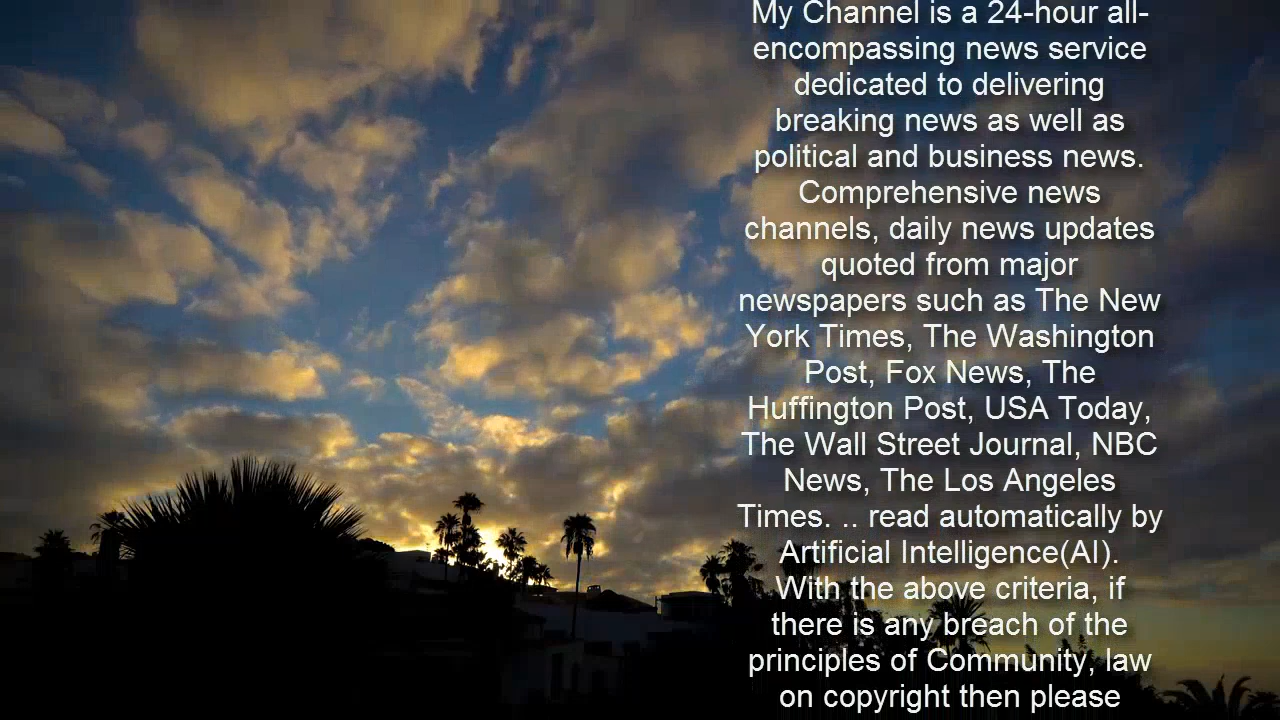 My Channel is a 24-hour all-
encompassing news service
dedicated to delivering
breaking news as well as
political and business news.
Comprehensive news
channels, daily news updates
quoted from major
newspapers such as The New
York Times, The Washington
Post, Fox News, The
Huffington Post, USA Today,
The Wall Street Journal, NBC
News, The Los Angeles
Times. .. read automatically by
Artificial Intelligence(AI).
With the above criteria, if
there is any breach of the
principles of Community, law
on copyright then please